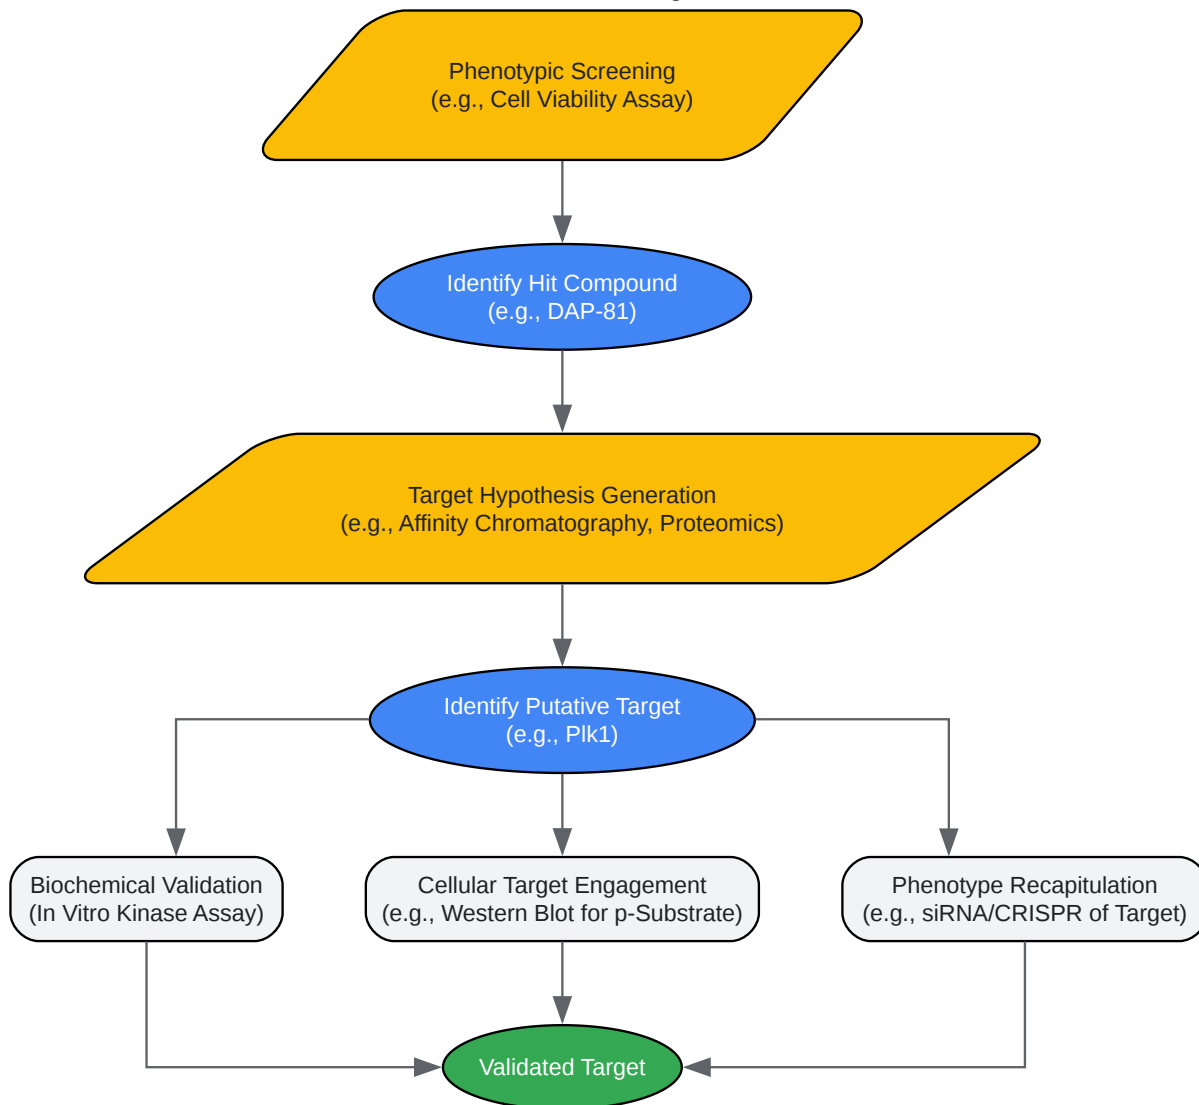 Phenotypic Screening
(e.g., Cell Viability Assay)
Identify Hit Compound
(e.g., DAP-81)
Target Hypothesis Generation
(e.g., Affinity Chromatography, Proteomics)
Identify Putative Target
(e.g., Plk1)
Biochemical Validation
(In Vitro Kinase Assay)
Cellular Target Engagement
(e.g., Western Blot for p-Substrate)
Phenotype Recapitulation
(e.g., siRNA/CRISPR of Target)
Validated Target